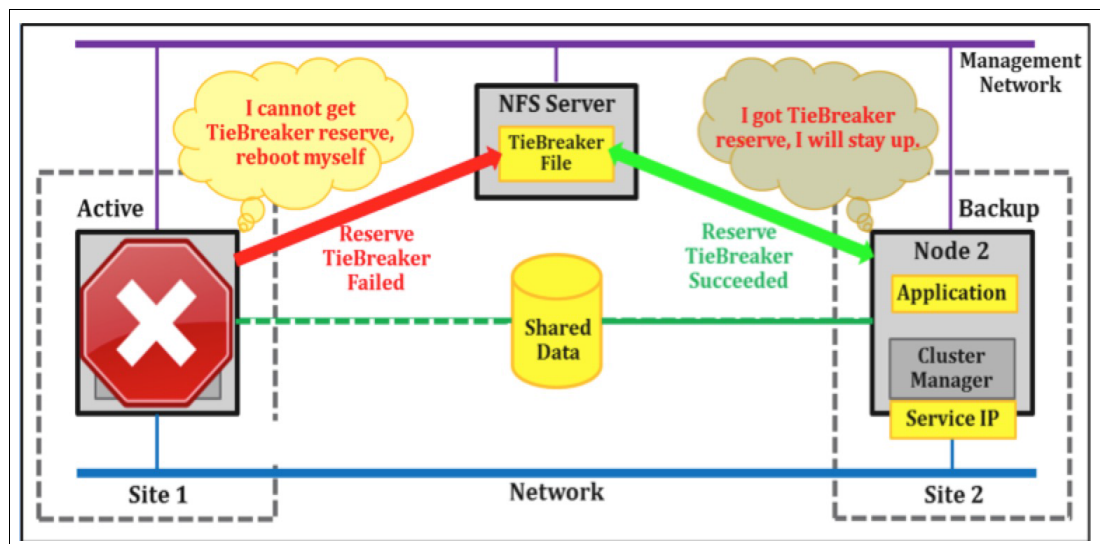 Management
Network
I cannot get
TieBreaker reserve,
reboot myself
NFS Server
TieBreaker
File
I got TieBreaker
reserve, I will stay up.
Active
Backup
Reserve
TieBreaker
Failed
Reserve
TieBreaker
Succeeded
Node 2
Application
Shared
Data
Cluster
Manager
Service IP
Site 1
Network
Site 2